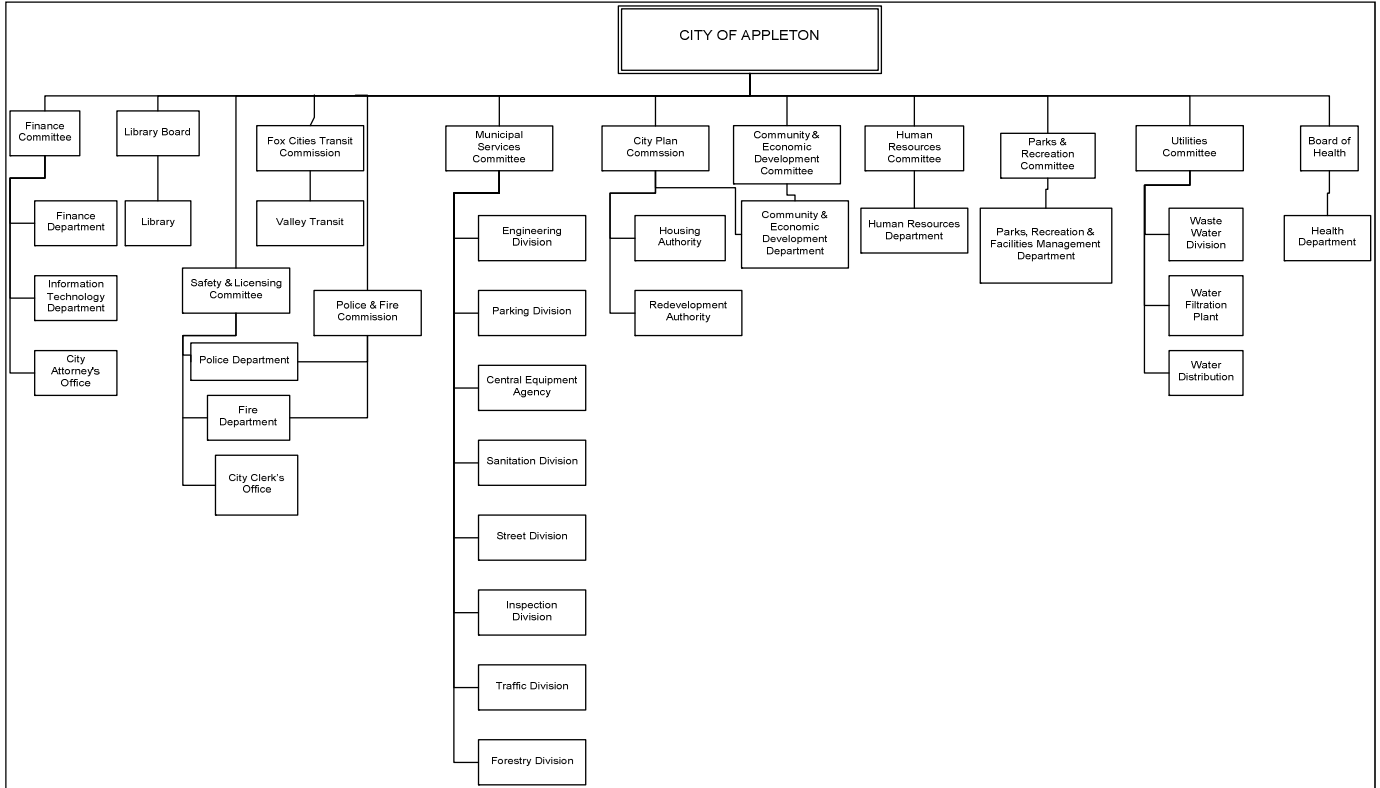 CITY OF APPLETON
Finance
Committee
Library Board
Fox Cities Transit
Commission
Municipal
Services
Committee
City Plan
Commssion
Community &
Economic
Development
Committee
Human
Resources
Committee
Parks &
Recreation
Committee
Utilities
Committee
Board of
Health
Finance
Department
Library
Valley Transit
Engineering
Division
Housing
Authority
Community &
Economic
Development
Department
Human Resources
Department
Parks, Recreation &
Facilities Management
Department
Waste
Water
Division
Health
Department
Information
Technology
Department
Safety & Licensing
Committee
Police & Fire
Commission
Parking Division
Redevelopment
Authority
Water
Filtration
Plant
City
Attorney's
Office
Police Department
Central Equipment
Agency
Water
Distribution
Fire
Department
City Clerk's
Office
Sanitation Division
Street Division
Inspection
Division
Traffic Division
Forestry Division